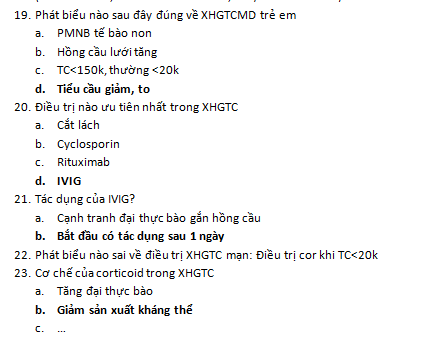 19. Phát biểu nào sau đây đúng về XHGTCMD trẻ em
a. PMNB tế bào non
b. Hồng cầu lưới tăng
c. TC<150k, thường <20k
d. Tiểu cầu giảm, to
20. Điều trị nào ưu tiên nhất trong XHGTC
a. Cắt lách
b. Cyclosporin
c. Rituximab
d. IVIG
21. Tác dụng của IVIG?
a. Cạnh tranh đại thực bào gắn hồng cầu
b. Bắt đầu có tác dụng sau 1 ngày
22. Phát biểu nào sai về điều trị XHGTC mạn: Điều trị cor khi TC<20k
23. Cơ chế của corticoid trong XHGTC
a. Tăng đại thực bào
b. Giảm sản xuất kháng thể
c. ...